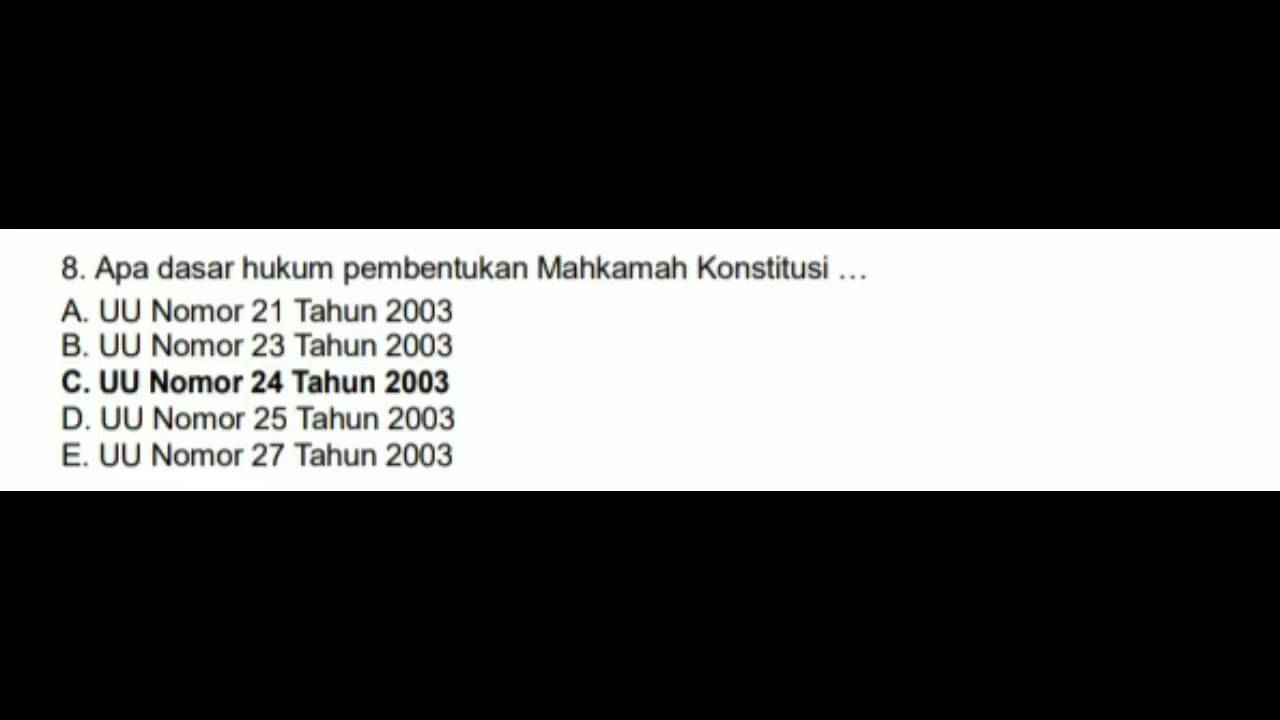 8. Apa dasar hukum pembentukan Mahkamah Konstitusi …
A. UU Nomor 21 Tahun 2003
B. UU Nomor 23 Tahun 2003
C. UU Nomor 24 Tahun 2003
D. UU Nomor 25 Tahun 2003
E. UU Nomor 27 Tahun 2003